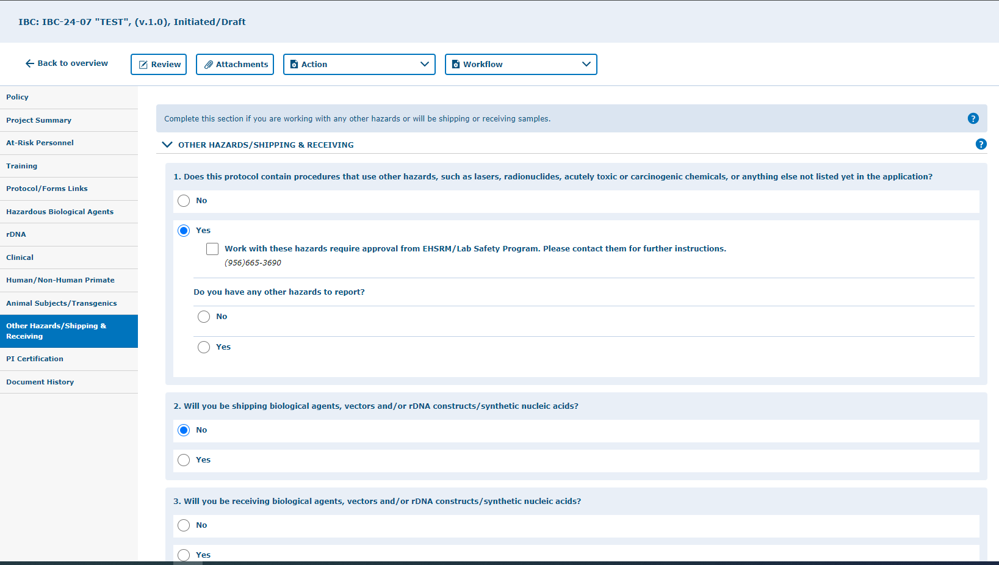 IBC: IBC-24-07 "TEST", (v.1.0), Initiated/Draft
Back to overview
Review
Attachments
Action
Workflow
Policy
Project Summary
At-Risk Personnel
Training
Protocol/Forms Links
Hazardous Biological Agents
rDNA
Clinical
Human/Non-Human Primate
Animal Subjects/Transgenics
Other Hazards/Shipping &
Receiving
PI Certification
Document History
Complete this section if you are working with any other hazards or will be shipping or receiving samples.
?
OTHER HAZARDS/SHIPPING & RECEIVING
?
1. Does this protocol contain procedures that use other hazards, such as lasers, radionuclides, acutely toxic or carcinogenic chemicals, or anything else not listed yet in the application?
No
Yes
Work with these hazards require approval from EHSRM/Lab Safety Program. Please contact them for further instructions.
(956)665-3690
Do you have any other hazards to report?
No
Yes
2. Will you be shipping biological agents, vectors and/or rDNA constructs/synthetic nucleic acids?
No
Yes
3. Will you be receiving biological agents, vectors and/or rDNA constructs/synthetic nucleic acids?
No
Yes